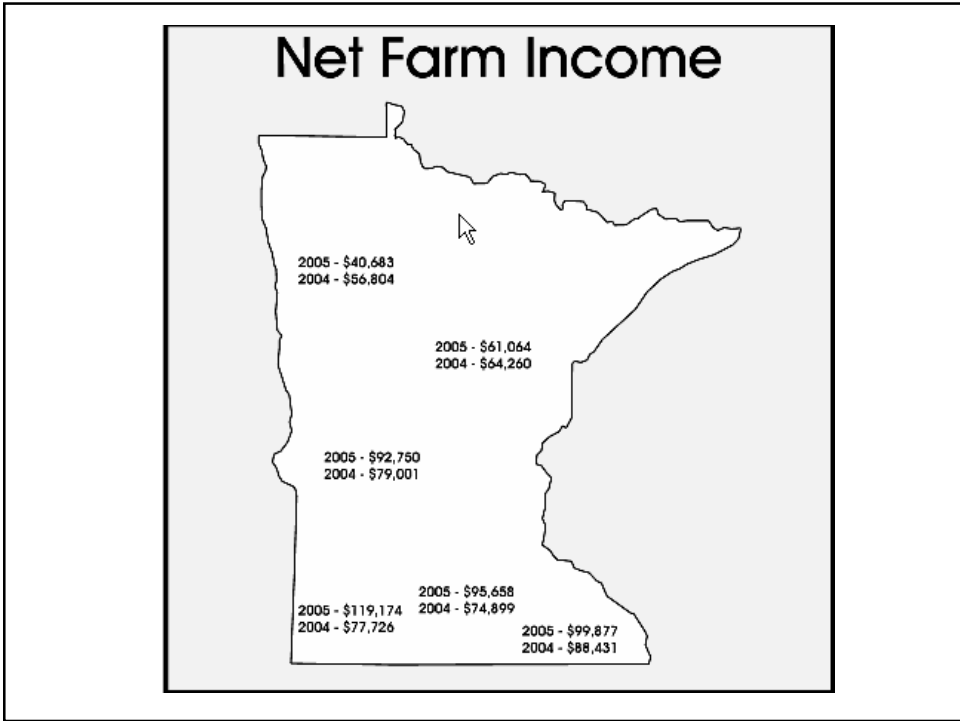 Net Farm Income
2005 - $40,683
2004 - $56,804
2005 - $61,064
2004 - $64,260
2005 - $92,750
2004 - $79,001
2005 - $95,658
2004 - $74,899
2005 - $119,174
2004 - $77,726
2005 - $99,877
2004 - $88,431